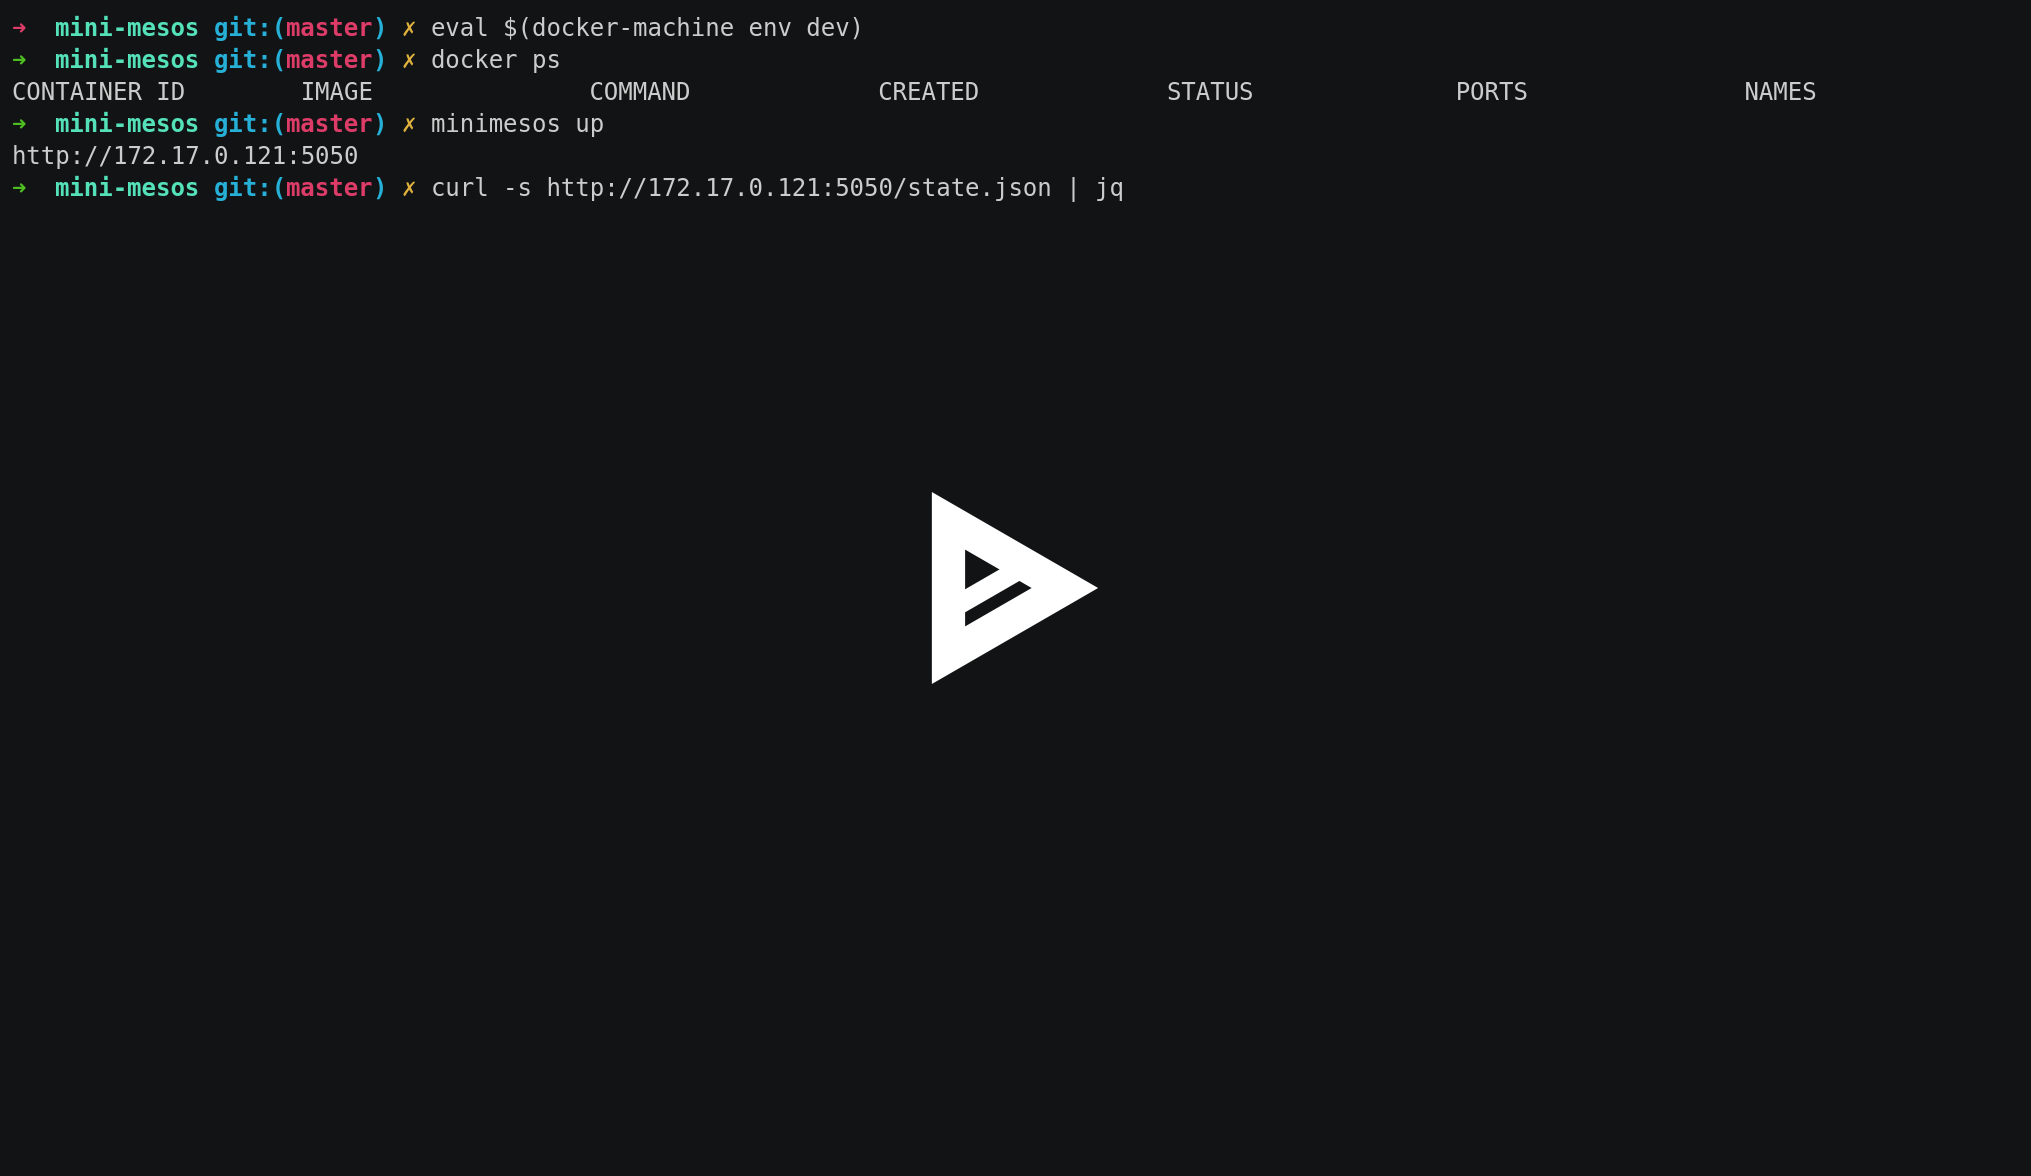 ➜  mini-mesos git:(master) ✗ eval $(docker-machine env dev)
➜  mini-mesos git:(master) ✗ docker ps
CONTAINER ID        IMAGE               COMMAND             CREATED             STATUS              PORTS               NAMES
➜  mini-mesos git:(master) ✗ minimesos up
http://172.17.0.121:5050
➜  mini-mesos git:(master) ✗ curl -s http://172.17.0.121:5050/state.json | jq